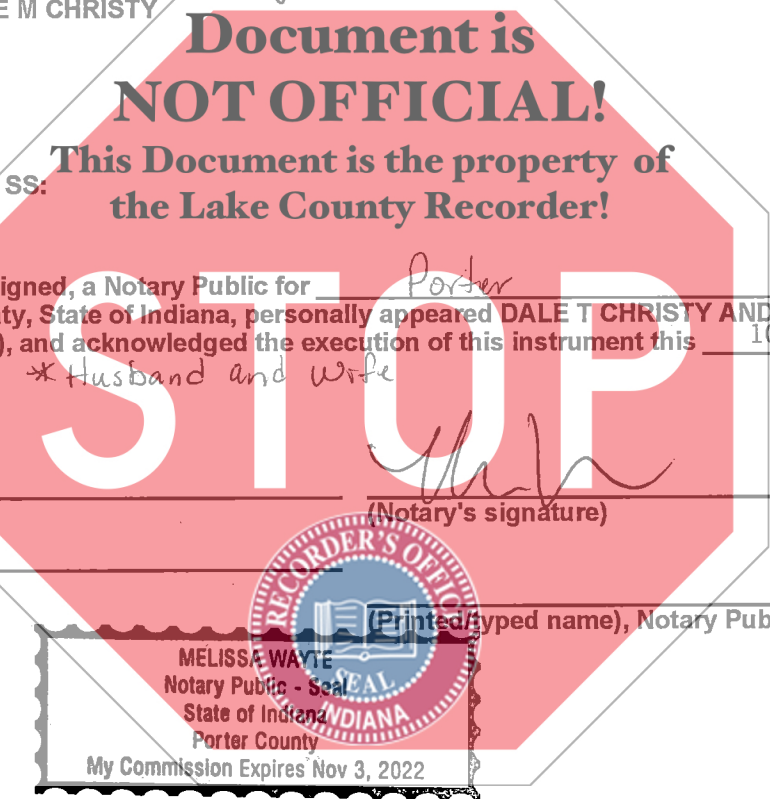 E M CHRISTY
Document is
NOT OFFICIAL!
This Document is the property of
the Lake County Recorder!
SS:
igned, a Notary Public for Porter
ty, State of Indiana, personally appeared DALE T CHRISTY AND
), and acknowledged the execution of this instrument this 10
* Husband and Wife
STOP
(Notary's signature)
RECORDER'S OFFICE
(Printed/typed name), Notary Pub
SEAL
INDIANA
MELISSA WAYTE
Notary Public - Seal
State of Indiana
Porter County
My Commission Expires Nov 3, 2022